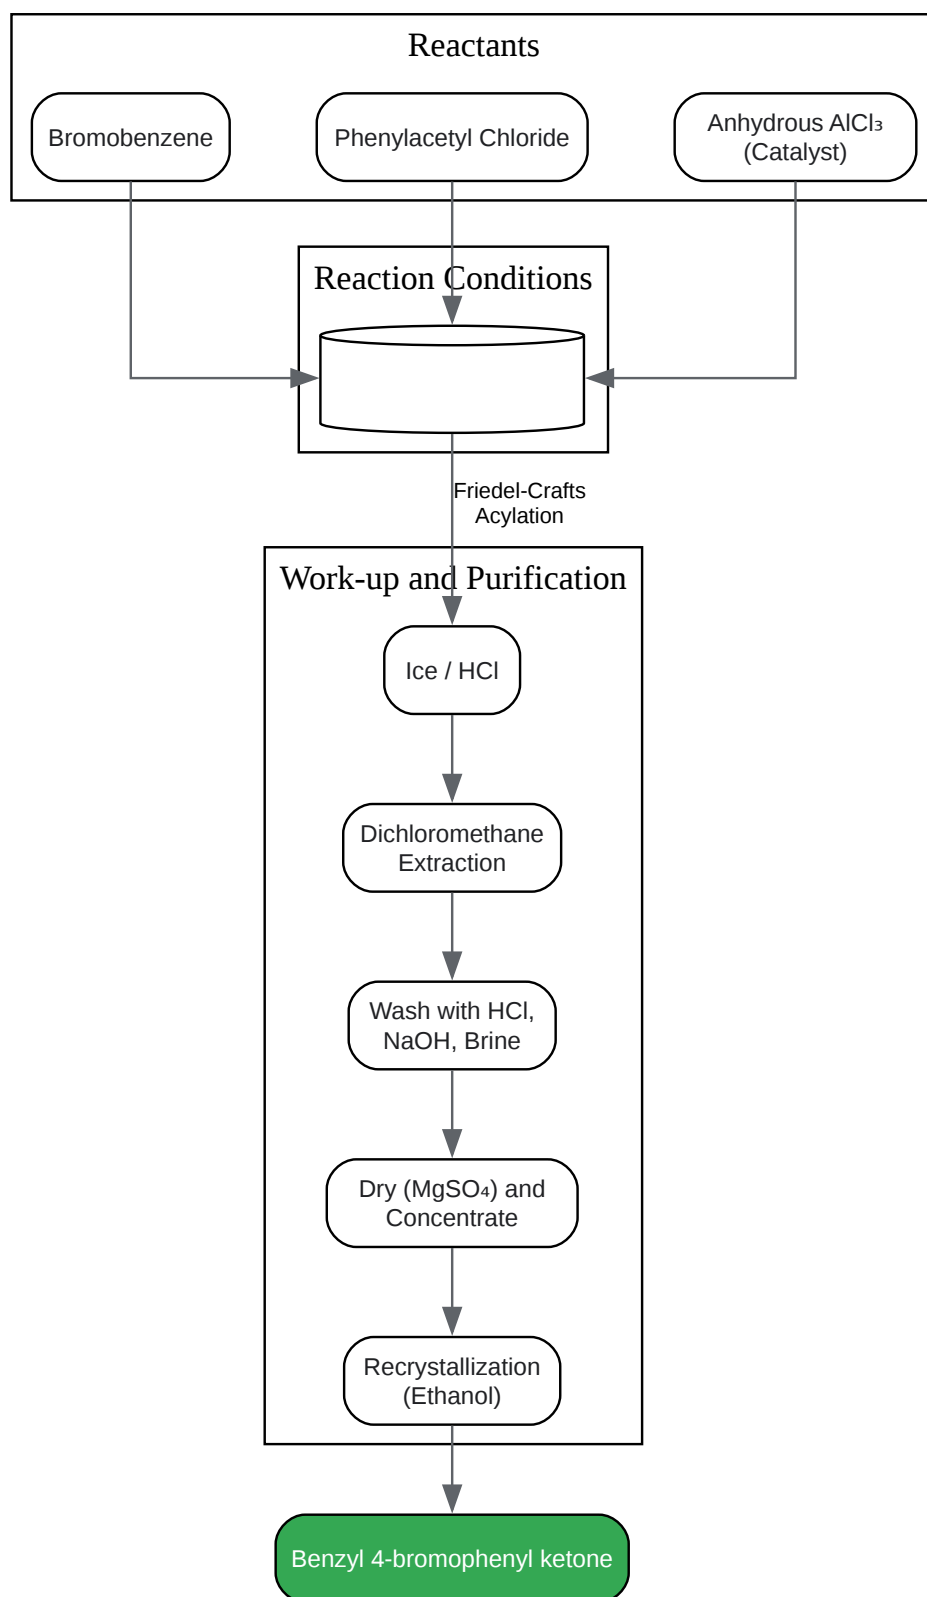 Reactants
Bromobenzene
Phenylacetyl Chloride
Anhydrous AlCl₃
(Catalyst)
Reaction Conditions
Friedel-Crafts
Acylation
Work-up and Purification
Ice / HCl
Dichloromethane
Extraction
Wash with HCl,
NaOH, Brine
Dry (MgSO₄) and
Concentrate
Recrystallization
(Ethanol)
Benzyl 4-bromophenyl ketone